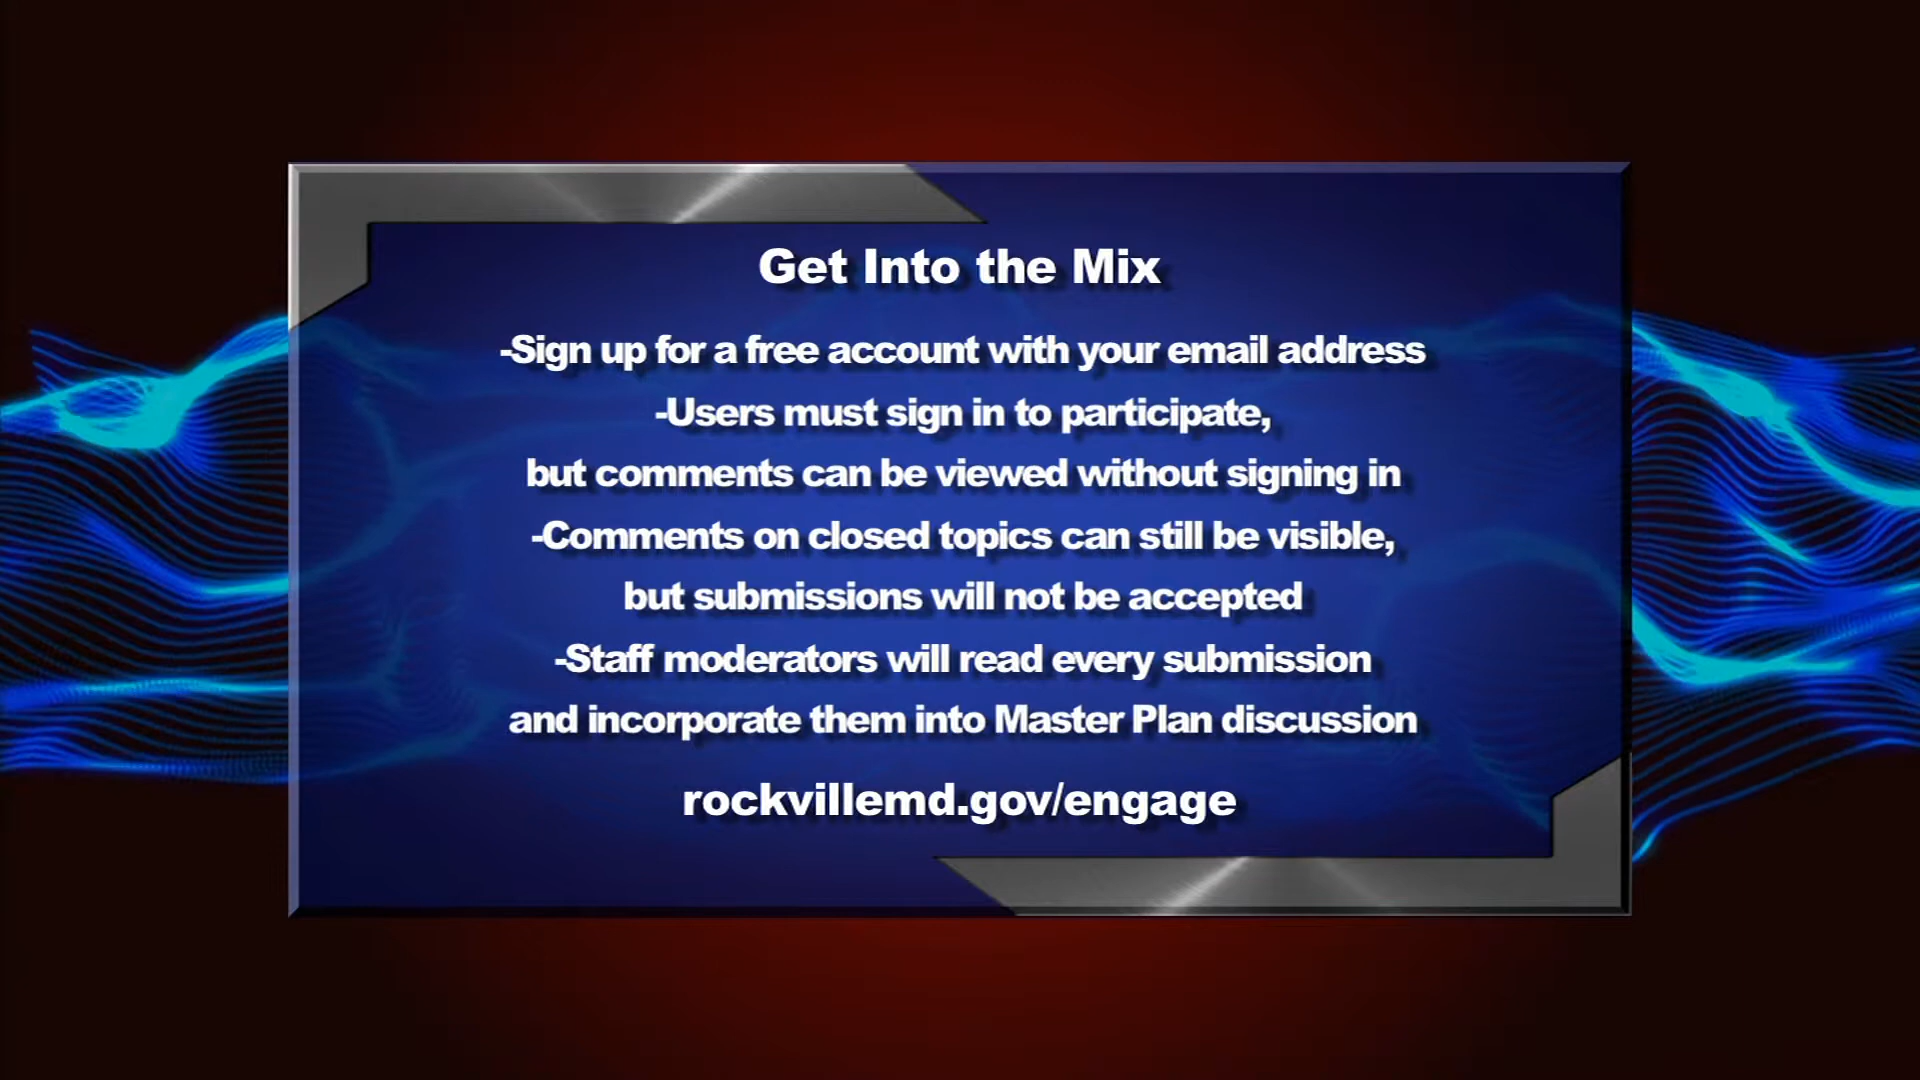 Get Into the Mix
-Sign up for a free account with your email address
-Users must sign in to participate,
but comments can be viewed without signing in
-Comments on closed topics can still be visible,
but submissions will not be accepted
-Staff moderators will read every submission
and incorporate them into Master Plan discussion
rockvillemd.gov/engage